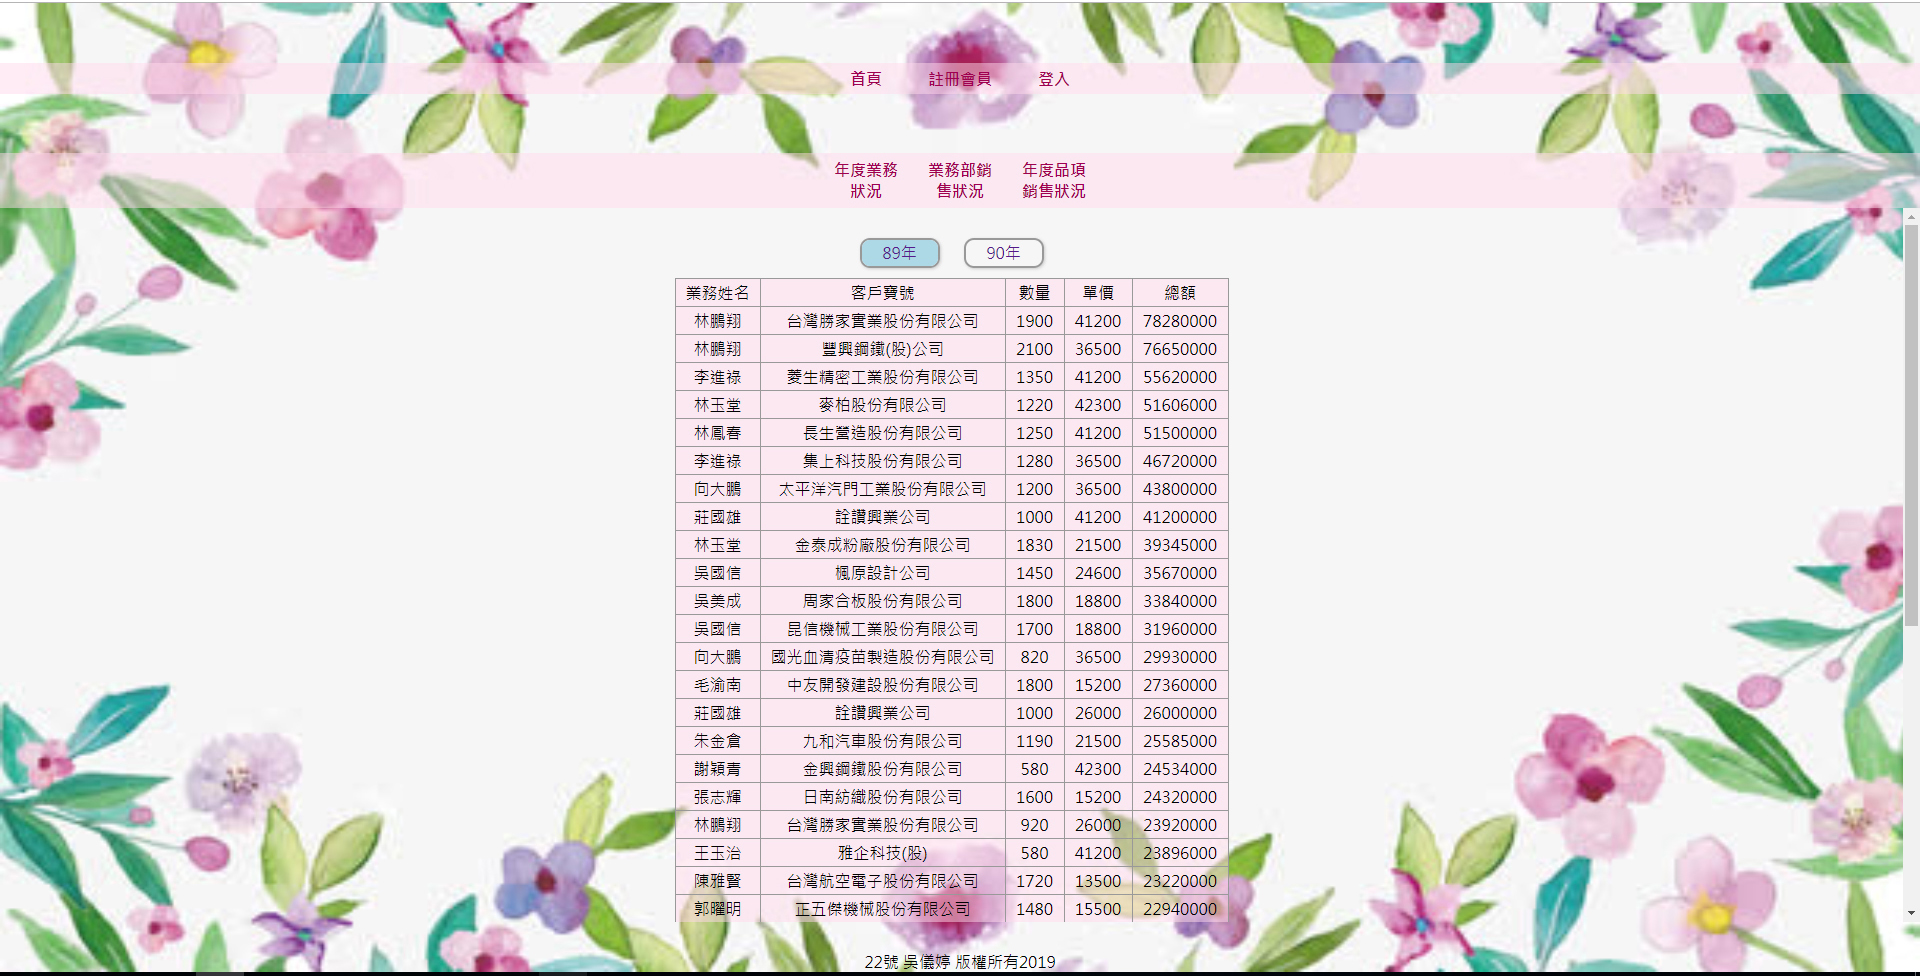 首頁 註冊會員 登入
年度業務狀況 業務部銷售狀況 年度品項銷售狀況
89年 90年
業務姓名 客戶寶號 數量 單價 總額
林鵬翔 台灣勝家實業股份有限公司 1900 41200 78280000
林鵬翔 豐興鋼鐵(股)公司 2100 36500 76650000
李進祿 菱生精密工業股份有限公司 1350 41200 55620000
林玉堂 麥柏股份有限公司 1220 42300 51606000
林鳳春 長生營造股份有限公司 1250 41200 51500000
李進祿 集上科技股份有限公司 1280 36500 46720000
向大鵬 太平洋汽門工業股份有限公司 1200 36500 43800000
莊國雄 詮讚興業公司 1000 41200 41200000
林玉堂 金泰成粉廠股份有限公司 1830 21500 39345000
吳國信 楓原設計公司 1450 24600 35670000
吳美成 周家合板股份有限公司 1800 18800 33840000
吳國信 昆信機械工業股份有限公司 1700 18800 31960000
向大鵬 國光血清疫苗製造股份有限公司 820 36500 29930000
毛渝南 中友開發建設股份有限公司 1800 15200 27360000
莊國雄 詮讚興業公司 1000 26000 26000000
朱金倉 九和汽車股份有限公司 1190 21500 25585000
謝穎青 金興鋼鐵股份有限公司 580 42300 24534000
張志輝 日南紡織股份有限公司 1600 15200 24320000
林鵬翔 台灣勝家實業股份有限公司 920 26000 23920000
王玉治 雅企科技(股) 580 41200 23896000
陳雅賢 台灣航空電子股份有限公司 1720 13500 23220000
郭曜明 正五傑機械股份有限公司 1480 15500 22940000
22號 吳儀婷 版權所有2019